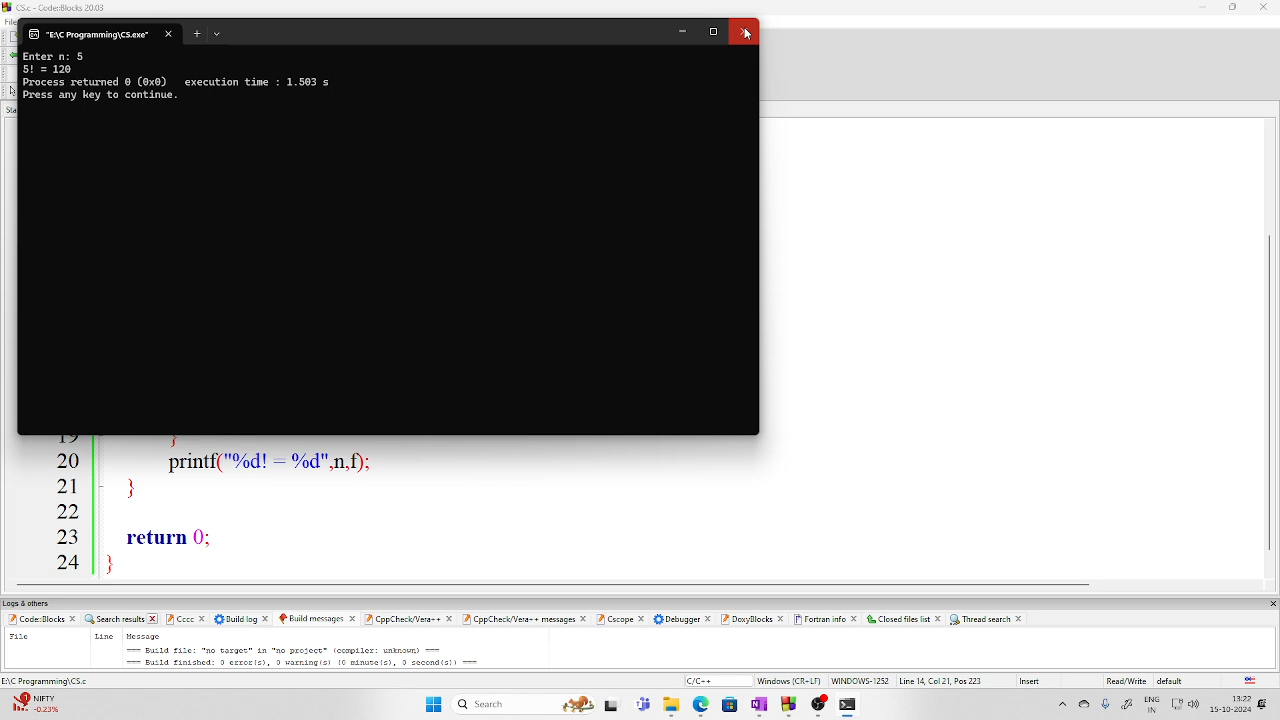 CS.c - Code::Blocks 20.03
"E:\C Programming\CS.exe"
Enter n: 5
5! = 120
Process returned 0 (0x0)   execution time : 1.503 s
Press any key to continue.
19 }
20 printf("%d! = %d",n,f);
21 }
22
23 return 0;
24 }
Logs & others
Code::Blocks Search results Cccc Build log Build messages CppCheck/Vera++ CppCheck/Vera++ messages Cscope Debugger DoxyBlocks Fortran info Closed files list Thread search
File Line Message
=== Build file: "no target" in "no project" (compiler: unknown) ===
=== Build finished: 0 error(s), 0 warning(s) (0 minute(s), 0 second(s)) ===
E:\C Programming\CS.c C/C++ Windows (CR+LF) WINDOWS-1252 Line 14, Col 21, Pos 223 Insert Read/Write default
1 NIFTY
-0.23%
Search
ENG
IN
13:22
15-10-2024